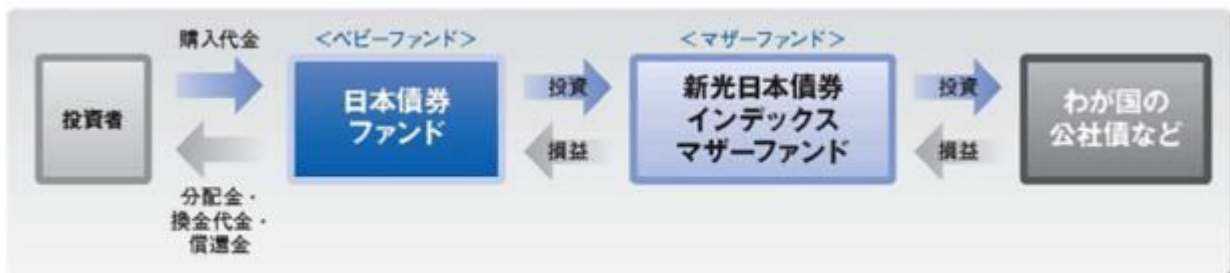 投資者
購入代金
分配金・
換金代金・
償還金
＜ベビーファンド＞
日本債券
ファンド
投資
損益
＜マザーファンド＞
新光日本債券
インデックス
マザーファンド
投資
損益
わが国の
公社債など